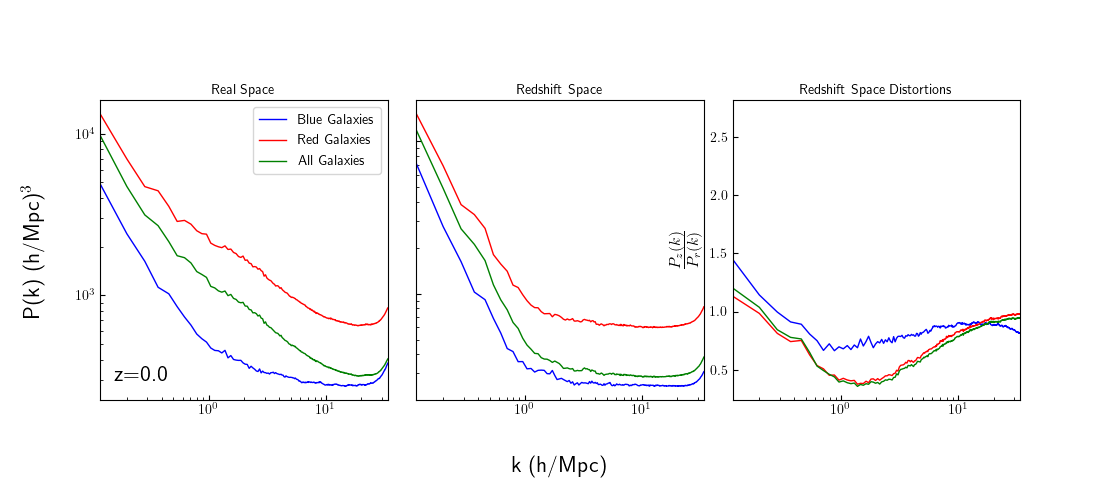 Real Space
Redshift Space
Redshift Space Distortions
Blue Galaxies
Red Galaxies
All Galaxies
10^4
10^3
P(k) (h/Mpc)^3
z=0.0
10^0
10^1
10^0
10^1
P_z(k)
P_r(k)
2.5
2.0
1.5
1.0
0.5
10^0
10^1
k (h/Mpc)